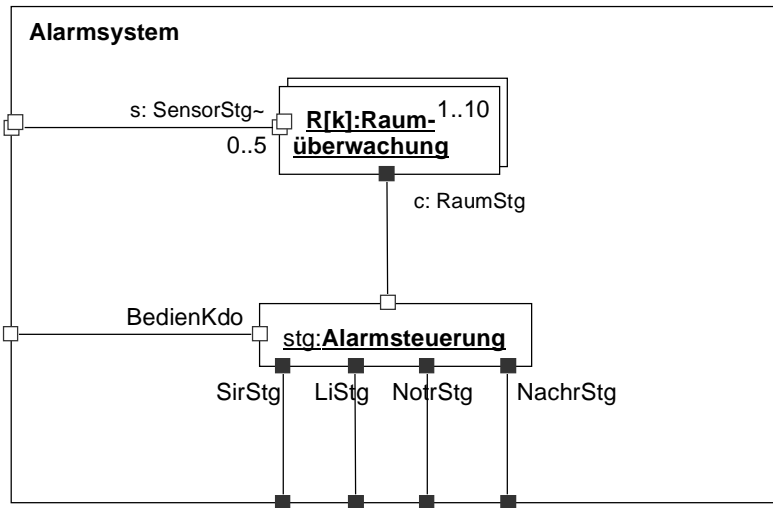 Alarmsystem
s: SensorStg~
0..5
R[k]:Raum-
überwachung
1..10
c: RaumStg
BedienKdo
stg:Alarmsteuerung
SirStg
LiStg
NotrStg
NachrStg